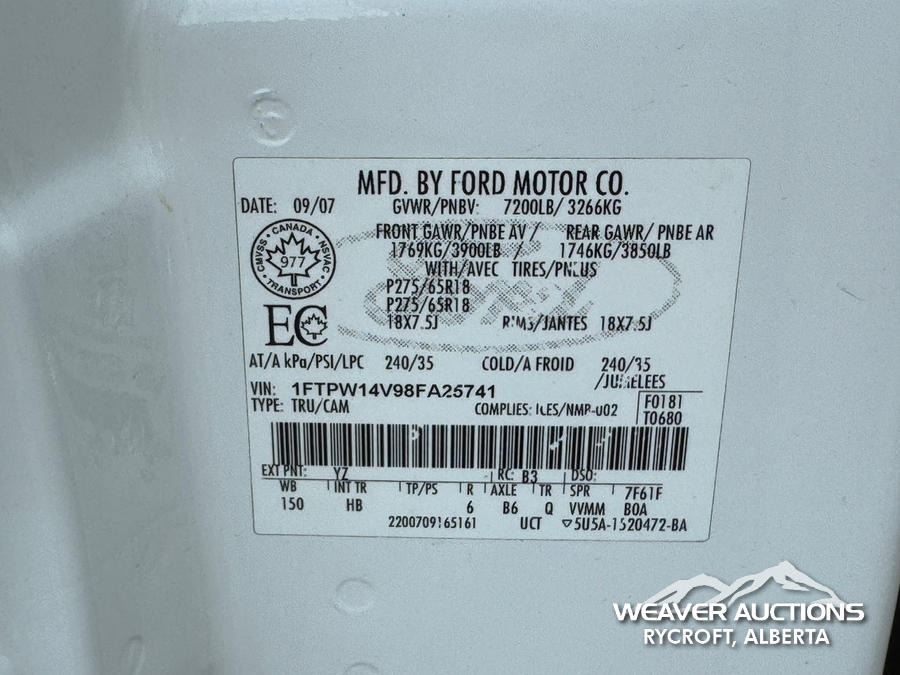 MFD. BY FORD MOTOR CO.
DATE: 09/07 GVWR/PNBV: 7200LB/ 3266KG
FRONT GAWR/PNBE AV / REAR GAWR/ PNBE AR
1769KG/3900LB / 1746KG/3850LB
WITH/AVEC TIRES/PNEUS
P275/65R18
P275/65R18
18X7.5J RIMS/JANTES 18X7.5J
CMVSS · CANADA · NSVAC
977
TRANSPORT
EC
AT/A kPa/PSI/LPC 240/35 COLD/A FROID 240/35
/JUMELEES
VIN: 1FTPW14V98FA25741
TYPE: TRU/CAM COMPLIES: ICES/NMB-002
F0181
T0680
EXT PNT: YZ RC: B3 DSO:
WB INT TR TP/PS R AXLE TR SPR 7F61F
150 HB 6 B6 Q VVMM BOA
2200709165161 UCT ▽5U5A-1520472-BA
WEAVER AUCTIONS
RYCROFT, ALBERTA